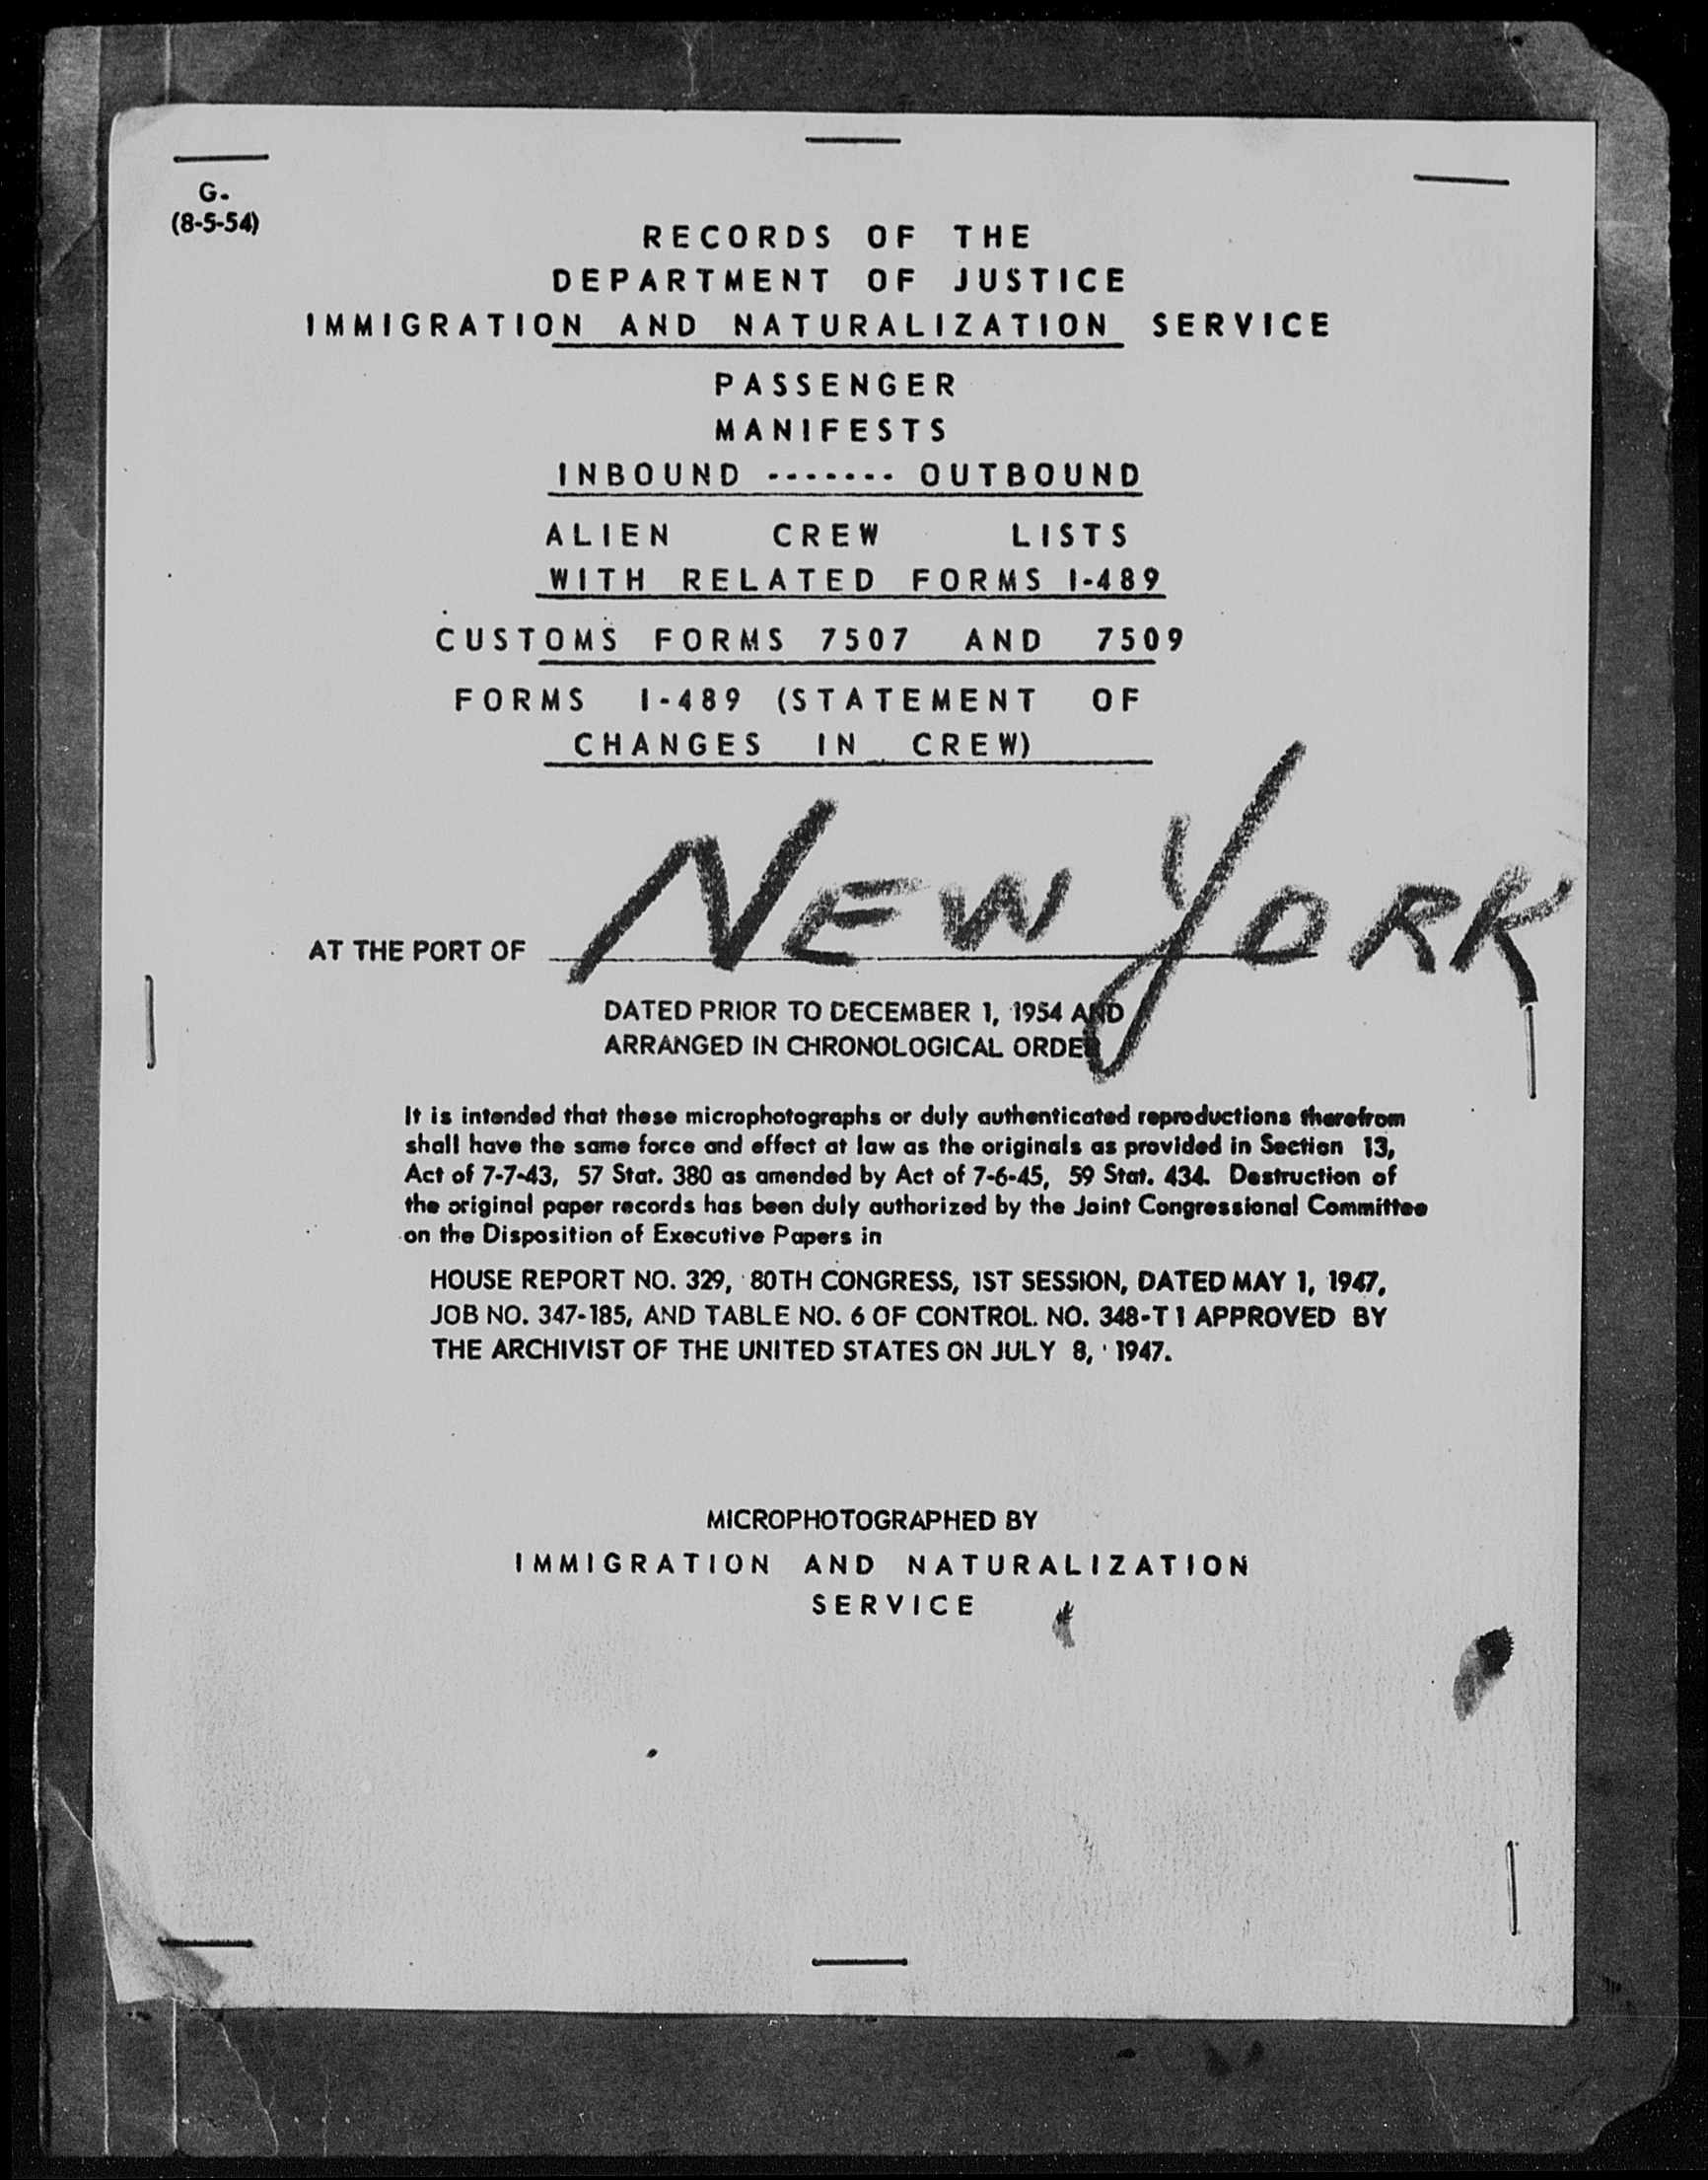 G.
(8-5-54)
RECORDS OF THE
DEPARTMENT OF JUSTICE
IMMIGRATION AND NATURALIZATION SERVICE
PASSENGER
MANIFESTS
INBOUND ------- OUTBOUND
ALIEN CREW LISTS
WITH RELATED FORMS I-489
CUSTOMS FORMS 7507 AND 7509
FORMS I-489 (STATEMENT OF
CHANGES IN CREW)
AT THE PORT OF NEW YORK
DATED PRIOR TO DECEMBER 1, 1954 AND
ARRANGED IN CHRONOLOGICAL ORDER
It is intended that these microphotographs or duly authenticated reproductions therefrom
shall have the same force and effect at law as the originals as provided in Section 13,
Act of 7-7-43, 57 Stat. 380 as amended by Act of 7-6-45, 59 Stat. 434. Destruction of
the original paper records has been duly authorized by the Joint Congressional Committee
on the Disposition of Executive Papers in
HOUSE REPORT NO. 329, 80TH CONGRESS, 1ST SESSION, DATED MAY 1, 1947,
JOB NO. 347-185, AND TABLE NO. 6 OF CONTROL NO. 348-T1 APPROVED BY
THE ARCHIVIST OF THE UNITED STATES ON JULY 8, 1947.
MICROPHOTOGRAPHED BY
IMMIGRATION AND NATURALIZATION
SERVICE